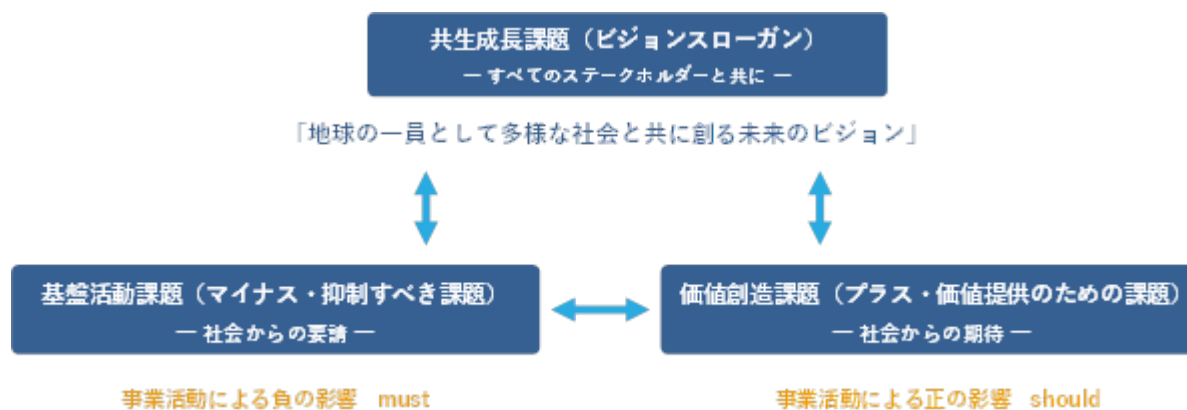 共生成長課題（ビジョンスローガン）
― すべてのステークホルダーと共に ―
「地球の一員として多様な社会と共に創る未来のビジョン」
基盤活動課題（マイナス・抑制すべき課題）
― 社会からの要請 ―
価値創造課題（プラス・価値提供のための課題）
― 社会からの期待 ―
事業活動による負の影響　must
事業活動による正の影響　should